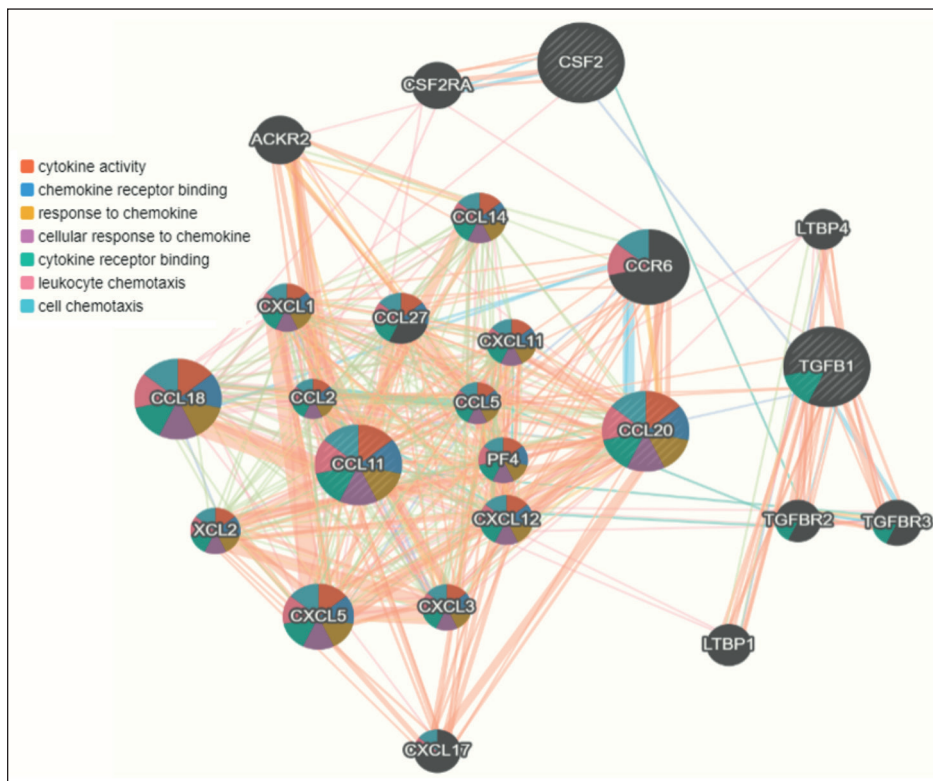 CSF2
CSF2RA
ACKR2
cytokine activity
chemokine receptor binding
response to chemokine
cellular response to chemokine
cytokine receptor binding
leukocyte chemotaxis
cell chemotaxis
CCL14
LTBP4
CCR6
CXCL1
CCL27
CXCL11
TGFB1
CCL18
CCL2
CCL5
CCL20
CCL11
PF4
XCL2
CXCL12
TGFBR2
TGFBR3
CXCL5
CXCL3
LTBP1
CXCL17